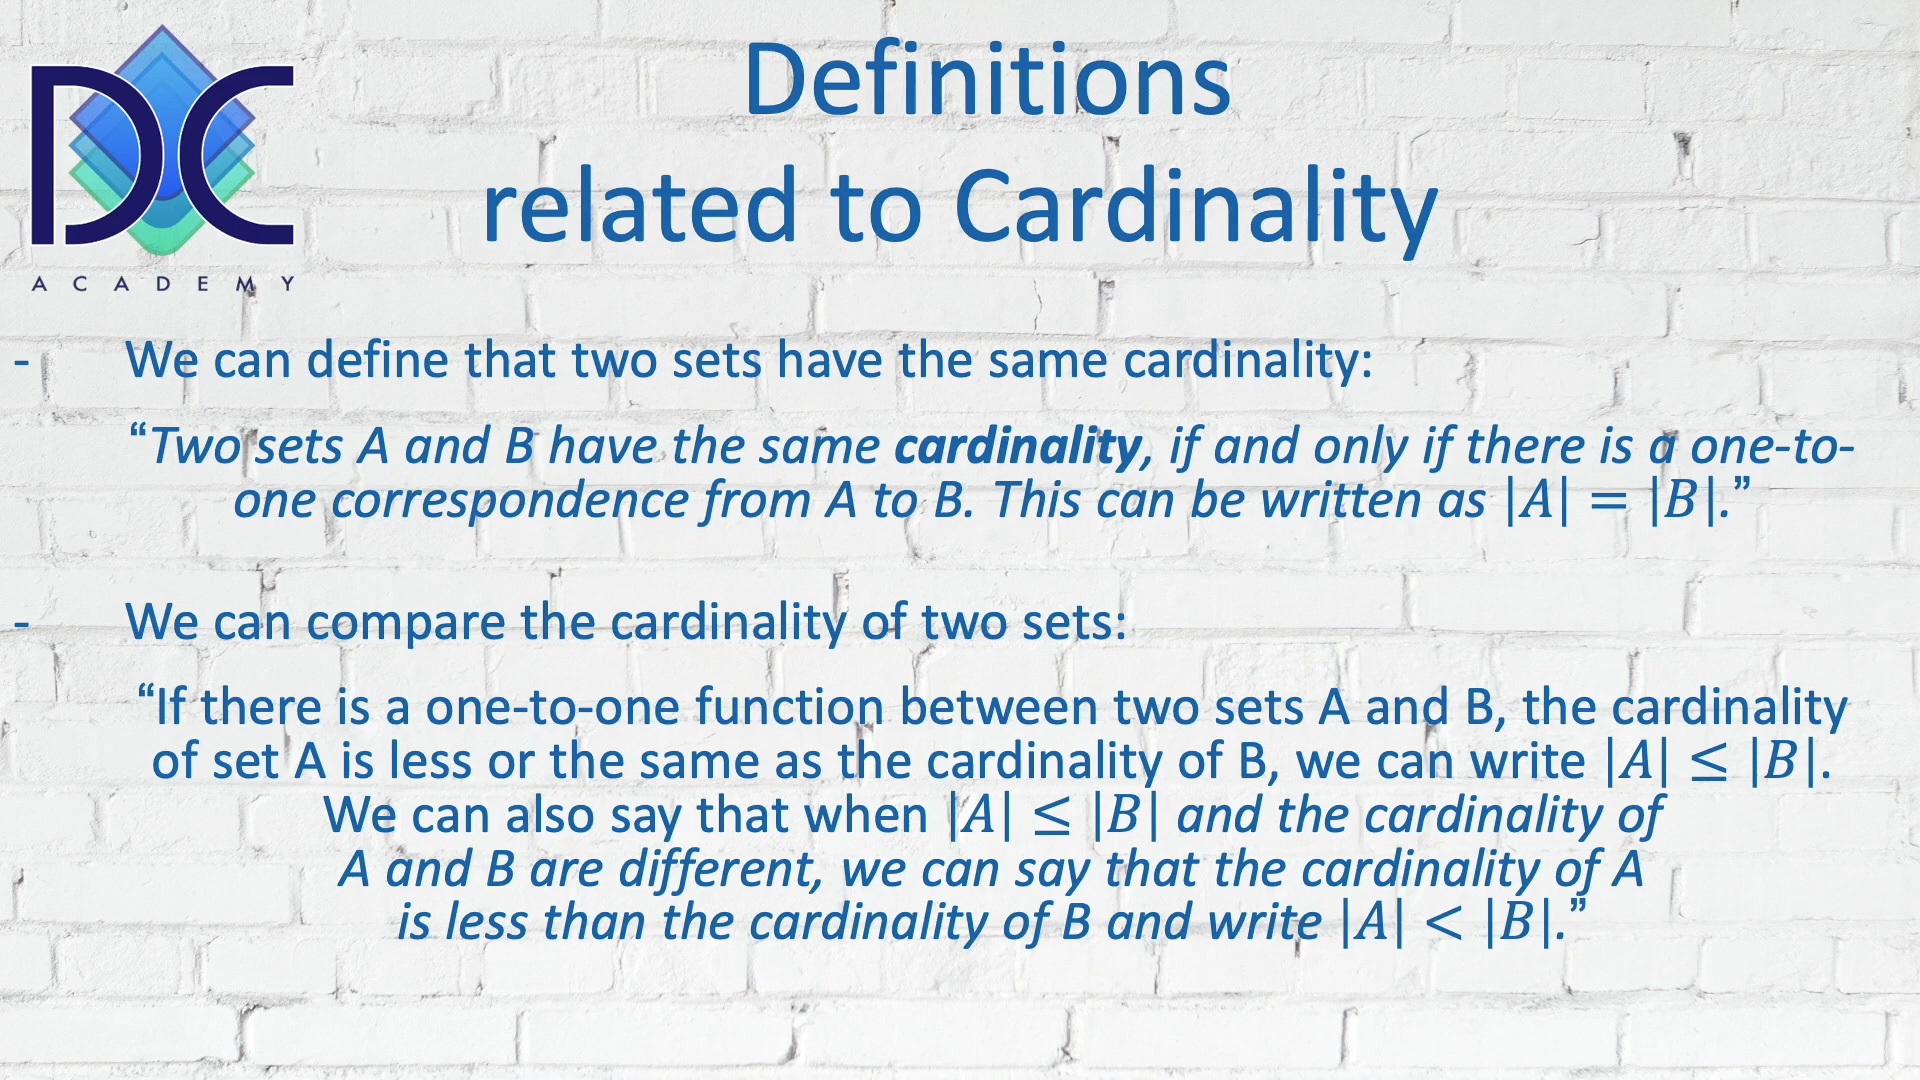 DC
ACADEMY
Definitions
related to Cardinality
- We can define that two sets have the same cardinality:
“Two sets A and B have the same cardinality, if and only if there is a one-to-
one correspondence from A to B. This can be written as |A| = |B|.”
- We can compare the cardinality of two sets:
“If there is a one-to-one function between two sets A and B, the cardinality
of set A is less or the same as the cardinality of B, we can write |A| ≤ |B|.
We can also say that when |A| ≤ |B| and the cardinality of
A and B are different, we can say that the cardinality of A
is less than the cardinality of B and write |A| < |B|.”